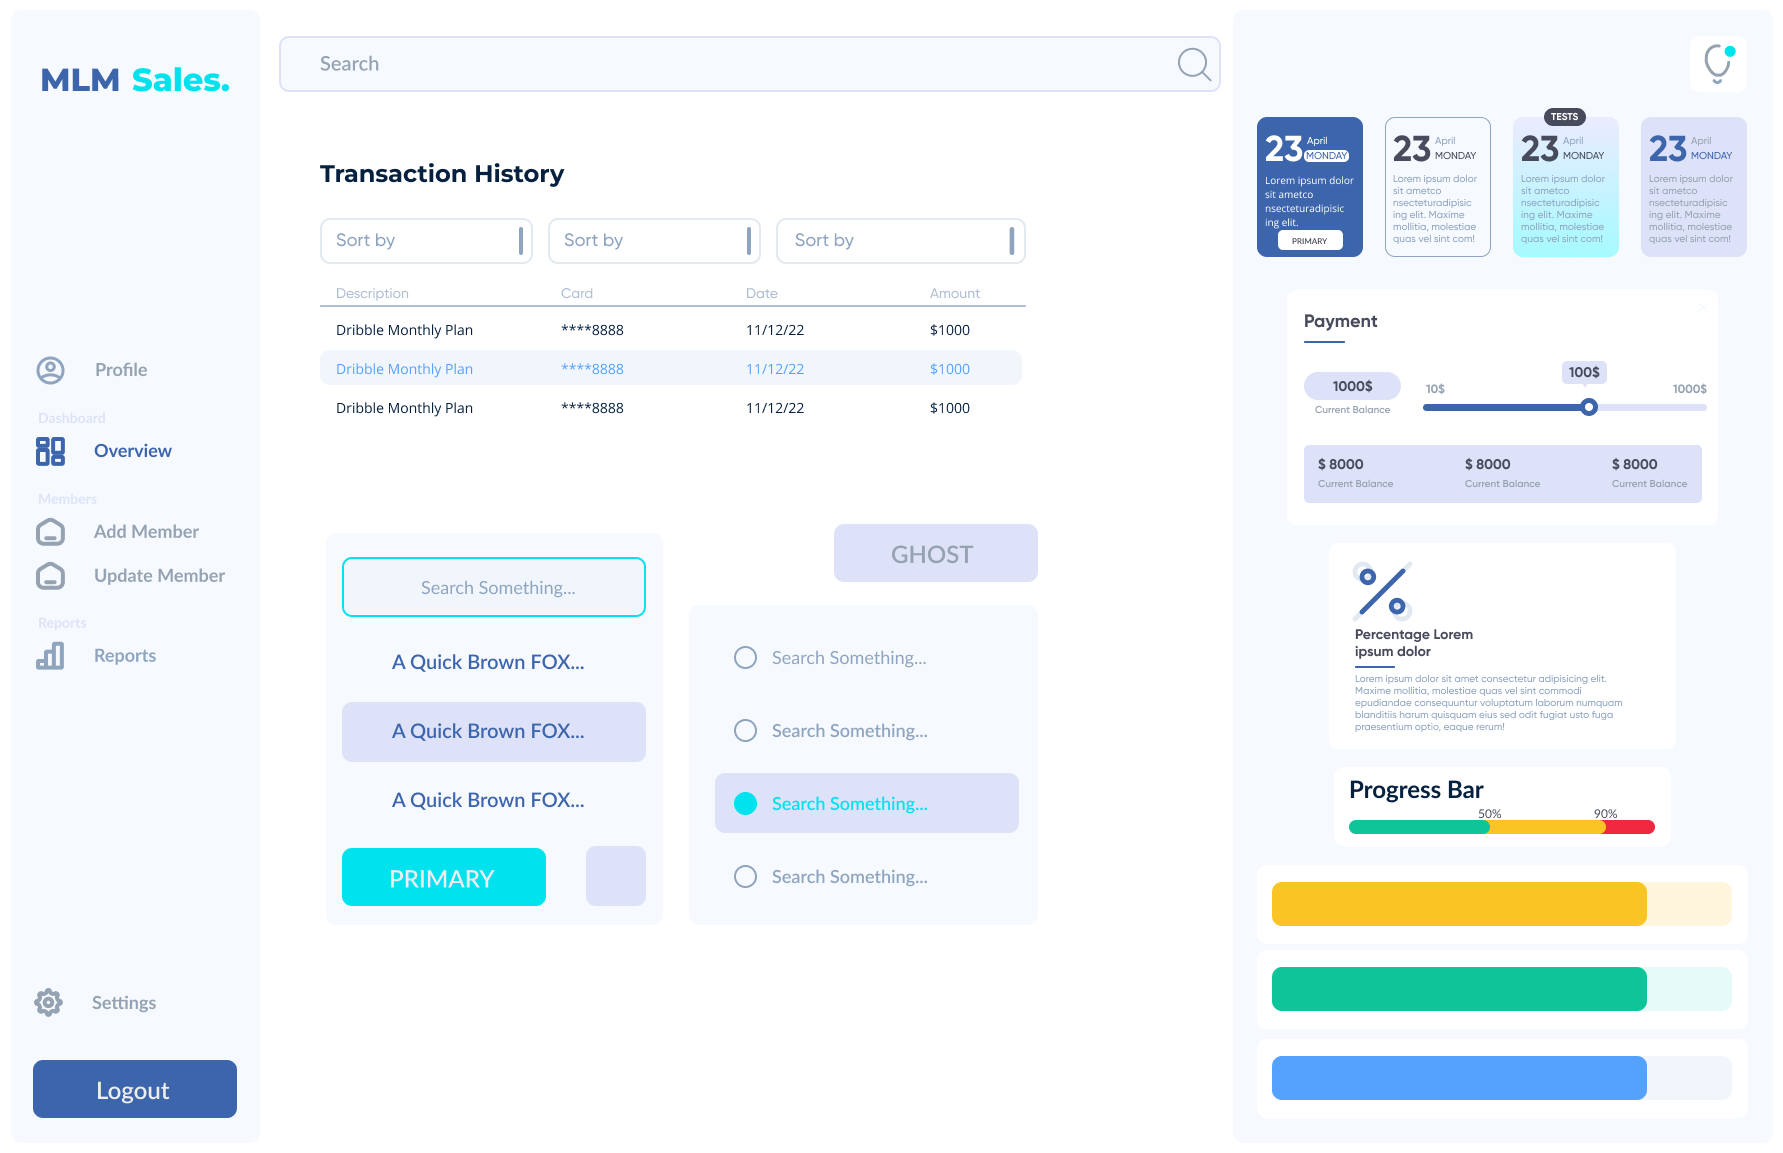 MLM Sales.
Profile
Dashboard
Overview
Members
Add Member
Update Member
Reports
Reports
Settings
Logout
Search
Transaction History
Sort by
Sort by
Sort by
Description Card Date Amount
Dribble Monthly Plan ****8888 11/12/22 $1000
Dribble Monthly Plan ****8888 11/12/22 $1000
Dribble Monthly Plan ****8888 11/12/22 $1000
Search Something...
A Quick Brown FOX...
A Quick Brown FOX...
A Quick Brown FOX...
PRIMARY
GHOST
Search Something...
Search Something...
Search Something...
Search Something...
23 April
MONDAY
Lorem ipsum dolor
sit ametco
nsecteturadipisic
ing elit.
PRIMARY
23 April
MONDAY
Lorem ipsum dolor
sit ametco
nsecteturadipisic
ing elit. Maxime
mollitia, molestiae
quas vel sint com!
TESTS
23 April
MONDAY
Lorem ipsum dolor
sit ametco
nsecteturadipisic
ing elit. Maxime
mollitia, molestiae
quas vel sint com!
23 April
MONDAY
Lorem ipsum dolor
sit ametco
nsecteturadipisic
ing elit. Maxime
mollitia, molestiae
quas vel sint com!
Payment
1000$
Current Balance
10$
100$
1000$
$ 8000 $ 8000 $ 8000
Current Balance Current Balance Current Balance
Percentage Lorem
ipsum dolor
Lorem ipsum dolor sit amet consectetur adipisicing elit.
Maxime mollitia, molestiae quas vel sint commodi
epudiandae consequuntur voluptatum laborum numquam
blanditiis harum quisquam eius sed odit fugiat usto fuga
praesentium optio, eaque rerum!
Progress Bar
50% 90%